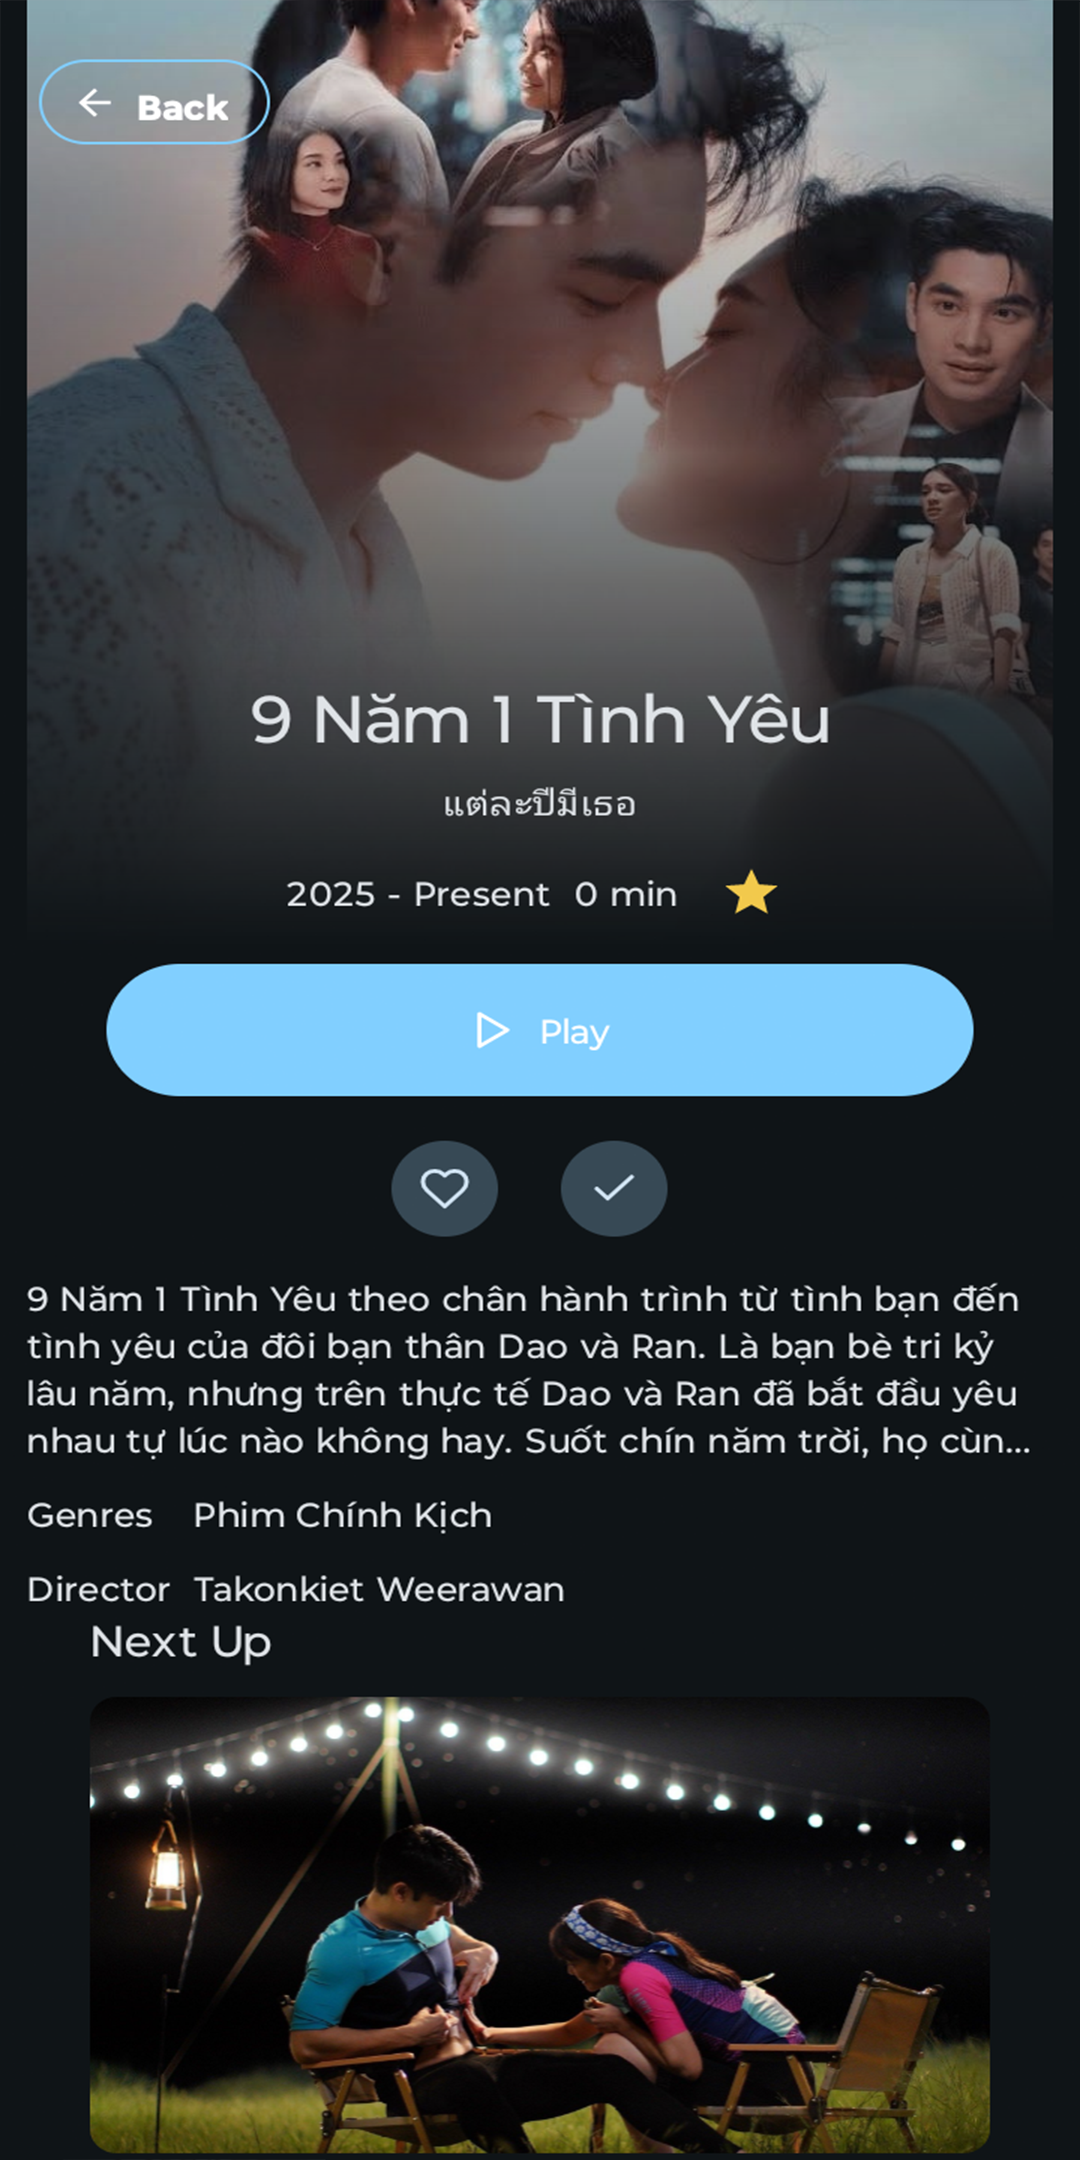 Back
9 Năm 1 Tình Yêu
แต่ละปีมีเธอ
2025 - Present 0 min
Play
9 Năm 1 Tình Yêu theo chân hành trình từ tình bạn đến
tình yêu của đôi bạn thân Dao và Ran. Là bạn bè tri kỷ
lâu năm, nhưng trên thực tế Dao và Ran đã bắt đầu yêu
nhau tự lúc nào không hay. Suốt chín năm trời, họ cùn...
Genres Phim Chính Kịch
Director Takonkiet Weerawan
Next Up